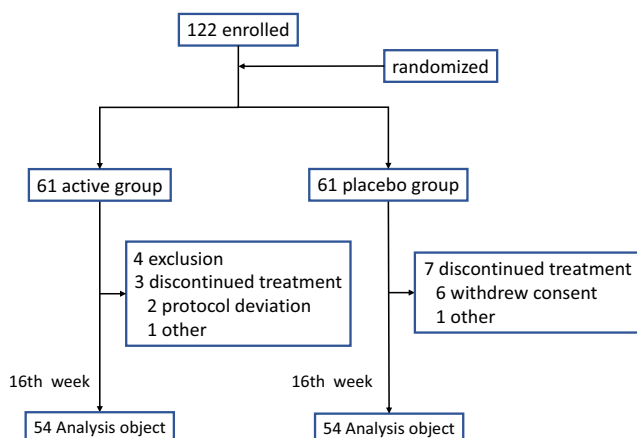 122 enrolled
randomized
61 active group
61 placebo group
4 exclusion
3 discontinued treatment
2 protocol deviation
1 other
7 discontinued treatment
6 withdrew consent
1 other
16th week
16th week
54 Analysis object
54 Analysis object